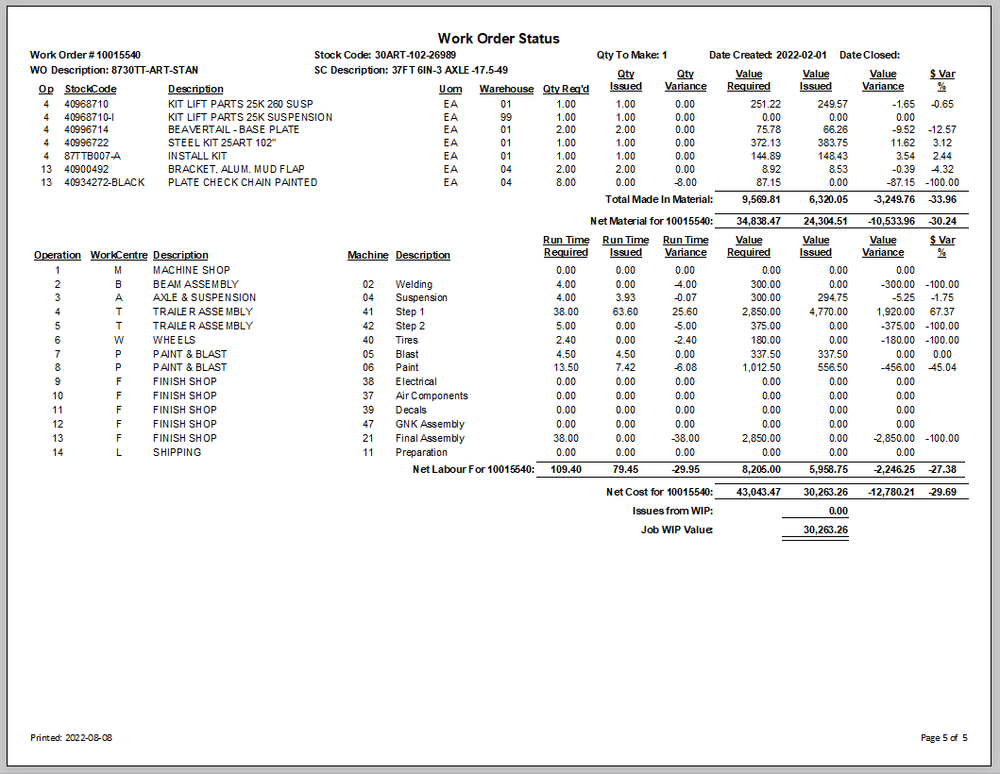 Work Order Status
Work Order # 10015540 Stock Code: 30ART-102-26989 Qty To Make: 1 Date Created: 2022-02-01 Date Closed:
WO Description: 8730TT-ART-STAN SC Description: 37FT 6IN-3 AXLE -17.5-49
Op StockCode Description Uom Warehouse Qty Req'd Qty Issued Qty Variance Value Required Value Issued Value Variance $ Var %
4 40968710 KIT LIFT PARTS 25K 260 SUSP EA 01 1.00 1.00 0.00 251.22 249.57 -1.65 -0.65
4 40968710-I KIT LIFT PARTS 25K SUSPENSION EA 99 1.00 1.00 0.00 0.00 0.00 0.00
4 40996714 BEAVERTAIL - BASE PLATE EA 01 2.00 2.00 0.00 75.78 66.26 -9.52 -12.57
4 40996722 STEEL KIT 25ART 102" EA 01 1.00 1.00 0.00 372.13 383.75 11.62 3.12
4 87TTB007-A INSTALL KIT EA 01 1.00 1.00 0.00 144.89 148.43 3.54 2.44
13 40900492 BRACKET, ALUM. MUD FLAP EA 04 2.00 2.00 0.00 8.92 8.53 -0.39 -4.32
13 40934272-BLACK PLATE CHECK CHAIN PAINTED EA 04 8.00 0.00 -8.00 87.15 0.00 -87.15 -100.00
Total Made In Material: 9,569.81 6,320.05 -3,249.76 -33.96
Net Material for 10015540: 34,838.47 24,304.51 -10,533.96 -30.24
Operation WorkCentre Description Machine Description Run Time Required Run Time Issued Run Time Variance Value Required Value Issued Value Variance $ Var %
1 M MACHINE SHOP 0.00 0.00 0.00 0.00 0.00 0.00
2 B BEAM ASSEMBLY 02 Welding 4.00 0.00 -4.00 300.00 0.00 -300.00 -100.00
3 A AXLE & SUSPENSION 04 Suspension 4.00 3.93 -0.07 300.00 294.75 -5.25 -1.75
4 T TRAILER ASSEMBLY 41 Step 1 38.00 63.60 25.60 2,850.00 4,770.00 1,920.00 67.37
5 T TRAILER ASSEMBLY 42 Step 2 5.00 0.00 -5.00 375.00 0.00 -375.00 -100.00
6 W WHEELS 40 Tires 2.40 0.00 -2.40 180.00 0.00 -180.00 -100.00
7 P PAINT & BLAST 05 Blast 4.50 4.50 0.00 337.50 337.50 0.00 0.00
8 P PAINT & BLAST 06 Paint 13.50 7.42 -6.08 1,012.50 556.50 -456.00 -45.04
9 F FINISH SHOP 38 Electrical 0.00 0.00 0.00 0.00 0.00 0.00
10 F FINISH SHOP 37 Air Components 0.00 0.00 0.00 0.00 0.00 0.00
11 F FINISH SHOP 39 Decals 0.00 0.00 0.00 0.00 0.00 0.00
12 F FINISH SHOP 47 GNK Assembly 0.00 0.00 0.00 0.00 0.00 0.00
13 F FINISH SHOP 21 Final Assembly 38.00 0.00 -38.00 2,850.00 0.00 -2,850.00 -100.00
14 L SHIPPING 11 Preparation 0.00 0.00 0.00 0.00 0.00 0.00
Net Labour For 10015540: 109.40 79.45 -29.95 8,205.00 5,958.75 -2,246.25 -27.38
Net Cost for 10015540: 43,043.47 30,263.26 -12,780.21 -29.69
Issues from WIP: 0.00
Job WIP Value: 30,263.26
Printed: 2022-08-08 Page 5 of 5